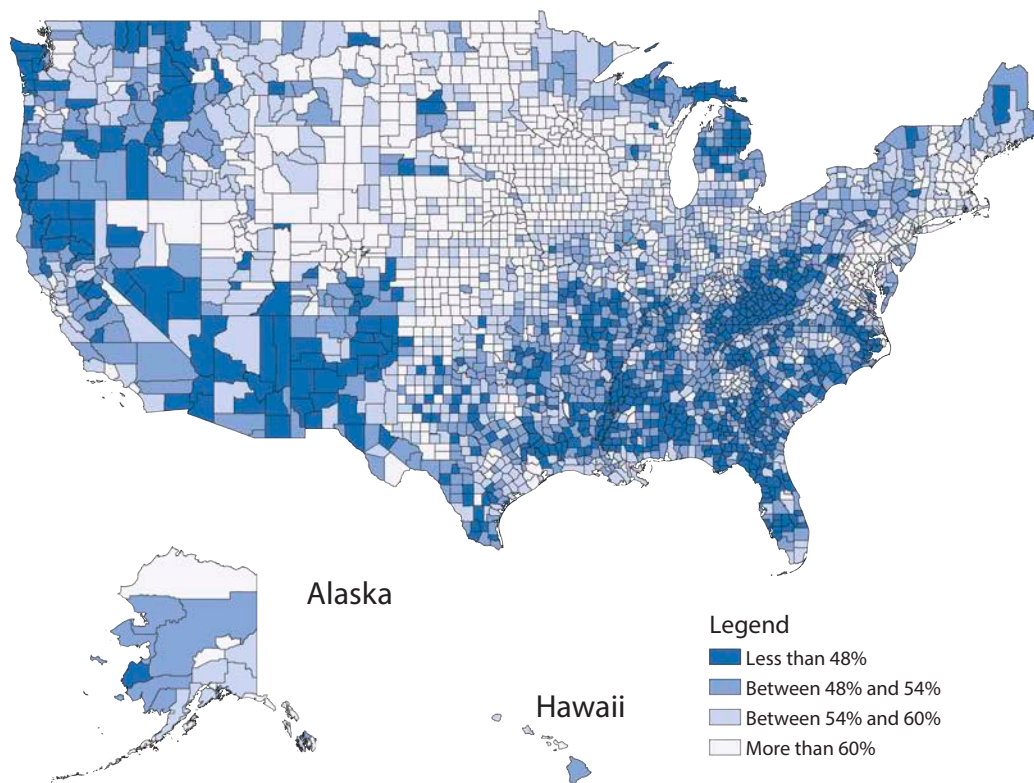 Alaska
Hawaii
Legend
Less than 48%
Between 48% and 54%
Between 54% and 60%
More than 60%